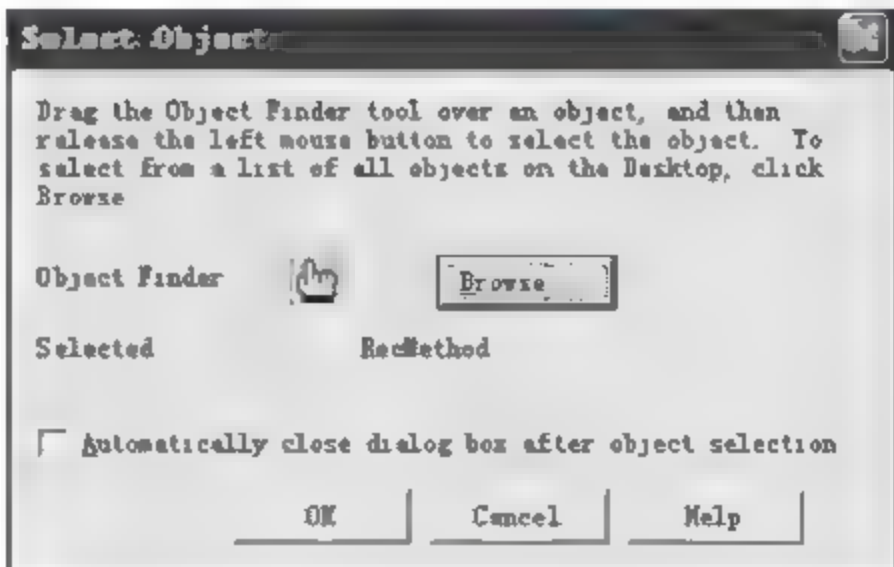 Select Object
Drag the Object Finder tool over an object, and then
release the left mouse button to select the object. To
select from a list of all objects on the Desktop, click
Browse
Object Finder
Browse
Selected RecMethod
Automatically close dialog box after object selection
OK Cancel Help